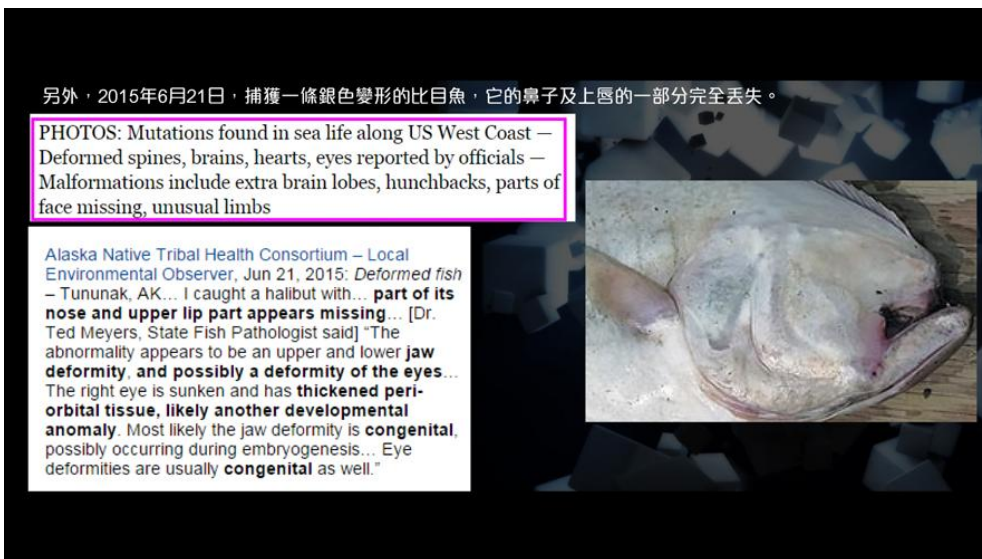 另外，2015年6月21日，捕獲一條銀色變形的比目魚，它的鼻子及上唇的一部分完全丟失。
PHOTOS: Mutations found in sea life along US West Coast —
Deformed spines, brains, hearts, eyes reported by officials —
Malformations include extra brain lobes, hunchbacks, parts of
face missing, unusual limbs
Alaska Native Tribal Health Consortium – Local
Environmental Observer, Jun 21, 2015: Deformed fish
– Tununak, AK… I caught a halibut with… part of its
nose and upper lip part appears missing… [Dr.
Ted Meyers, State Fish Pathologist said] “The
abnormality appears to be an upper and lower jaw
deformity, and possibly a deformity of the eyes…
The right eye is sunken and has thickened peri-
orbital tissue, likely another developmental
anomaly. Most likely the jaw deformity is congenital,
possibly occurring during embryogenesis… Eye
deformities are usually congenital as well.”